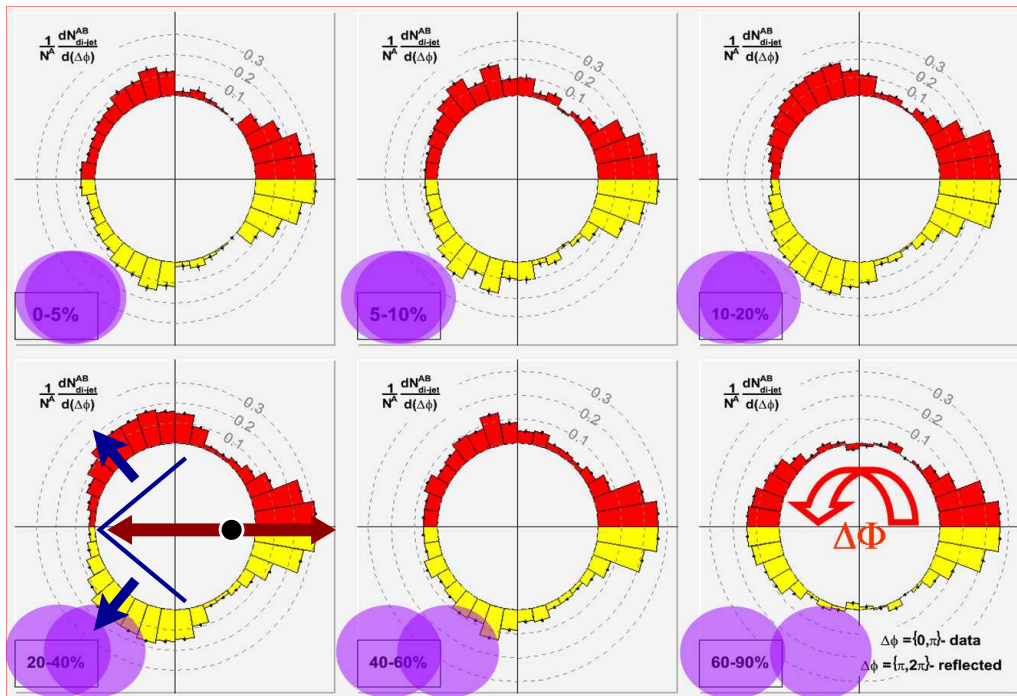 1/N^A dN^AB_di-jet/d(Δϕ)
0.3
0.2
0.1
0-5%
1/N^A dN^AB_di-jet/d(Δϕ)
0.3
0.2
0.1
5-10%
1/N^A dN^AB_di-jet/d(Δϕ)
0.3
0.2
0.1
10-20%
1/N^A dN^AB_di-jet/d(Δϕ)
0.3
0.2
0.1
20-40%
1/N^A dN^AB_di-jet/d(Δϕ)
0.3
0.2
0.1
40-60%
1/N^A dN^AB_di-jet/d(Δϕ)
0.3
0.2
0.1
ΔΦ
60-90%
Δϕ ={0,π}- data
Δϕ ={π,2π}- reflected